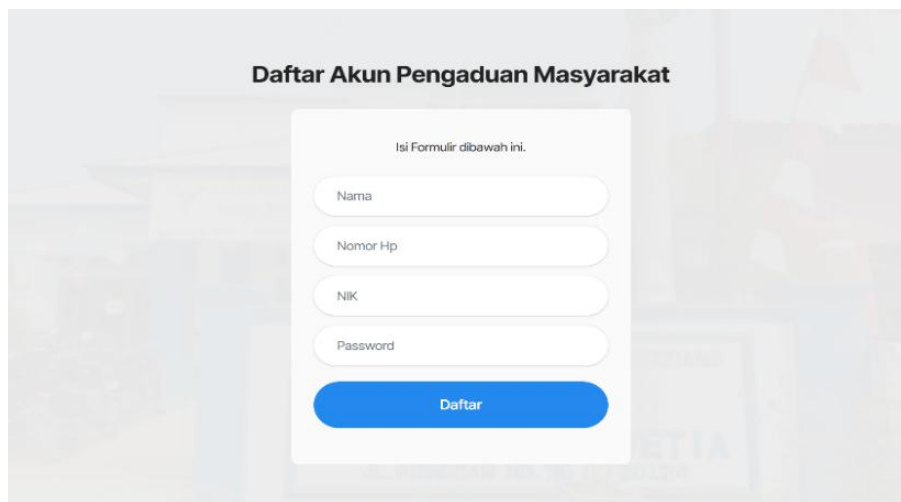 Daftar Akun Pengaduan Masyarakat
Isi Formulir dibawah ini.
Nama
Nomor Hp
NIK
Password
Daftar